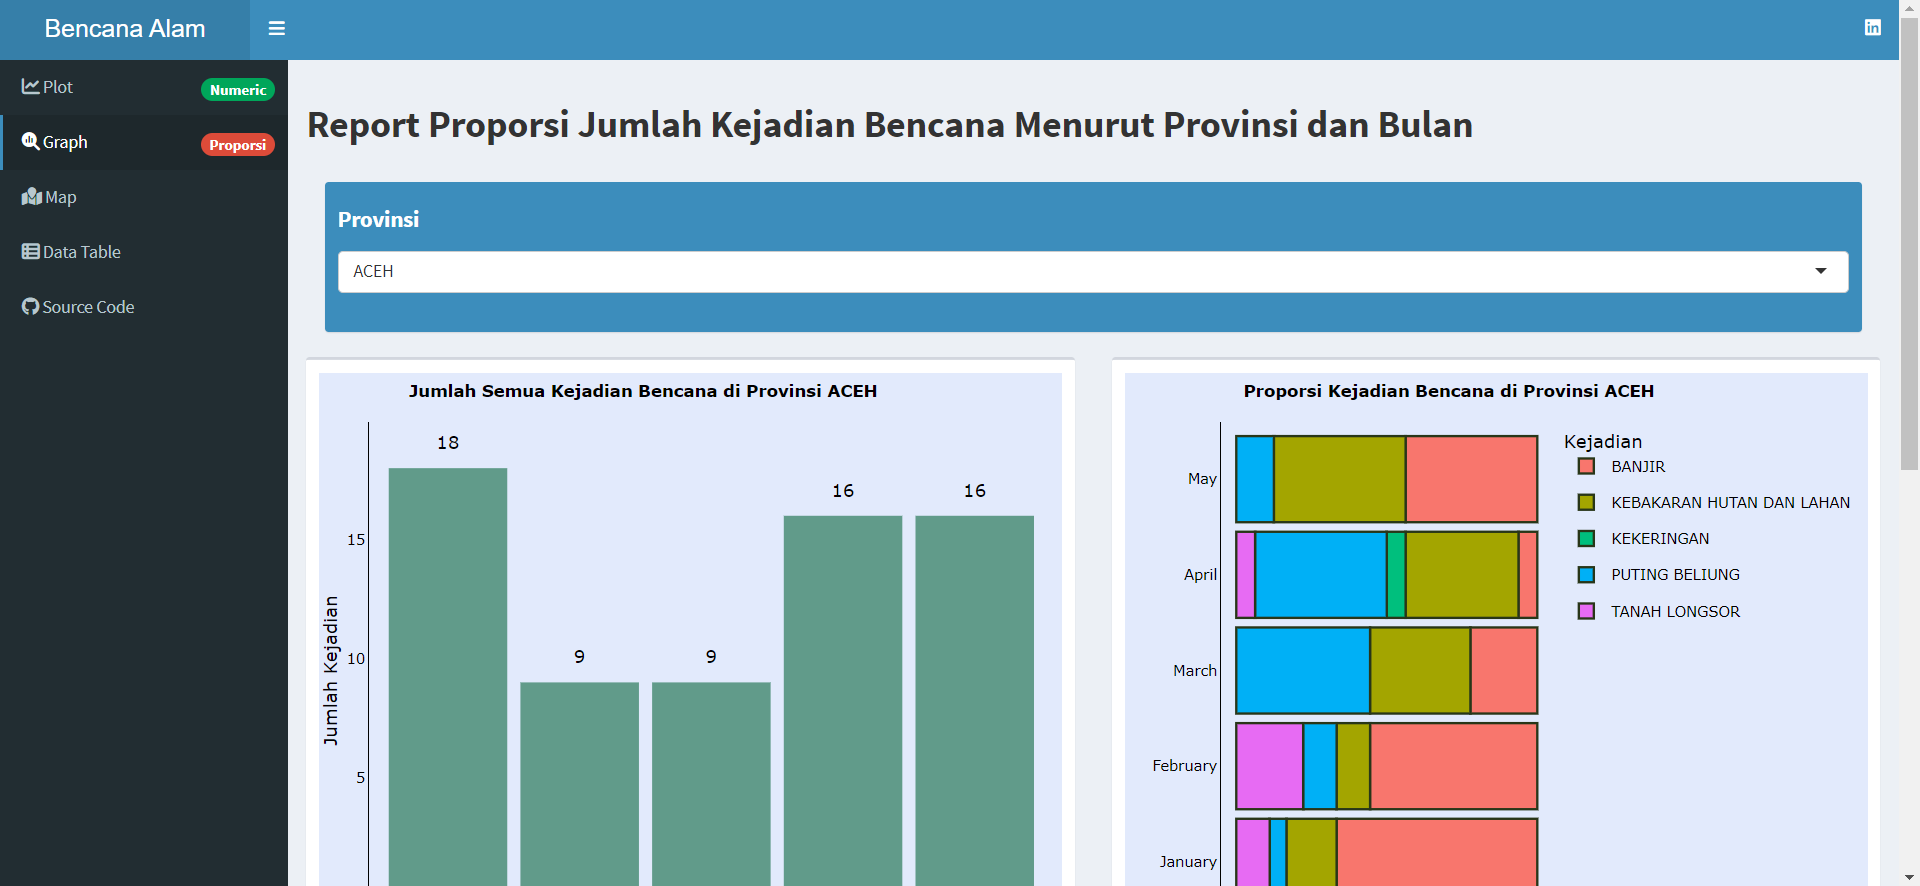 Bencana Alam
Plot
Numeric
Graph
Proporsi
Map
Data Table
Source Code
Report Proporsi Jumlah Kejadian Bencana Menurut Provinsi dan Bulan
Provinsi
ACEH
Jumlah Semua Kejadian Bencana di Provinsi ACEH
Jumlah Kejadian
15
10
5
18
9
9
16
16
Proporsi Kejadian Bencana di Provinsi ACEH
May
April
March
February
January
Kejadian
BANJIR
KEBAKARAN HUTAN DAN LAHAN
KEKERINGAN
PUTING BELIUNG
TANAH LONGSOR